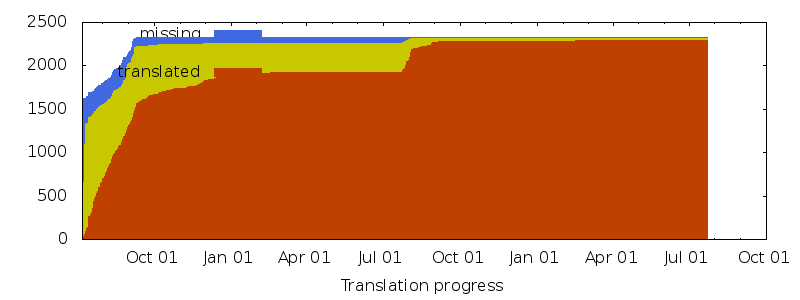 2500
missing
2000
translated
1500
1000
500
0
Oct 01 Jan 01 Apr 01 Jul 01 Oct 01 Jan 01 Apr 01 Jul 01 Oct 01
Translation progress